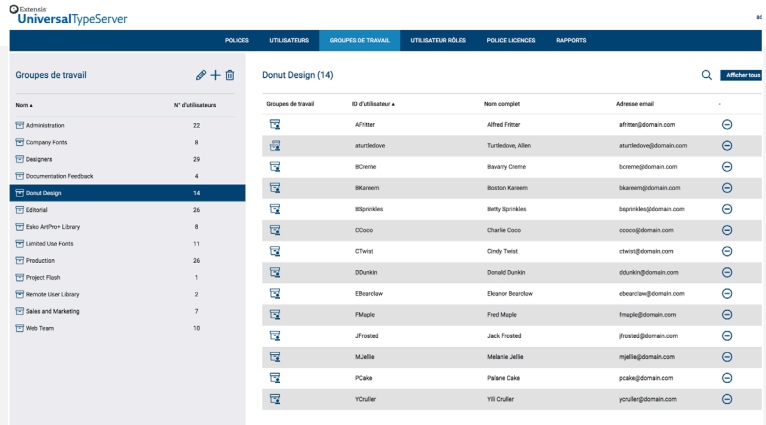 Extensis
UniversalTypeServer
POLICES UTILISATEURS GROUPES DE TRAVAIL UTILISATEUR RÔLES POLICE LICENCES RAPPORTS
Groupes de travail
Nom N° d'utilisateurs
Administration 22
Company Fonts 8
Designers 29
Documentation Feedback 4
Donut Design 14
Editorial 26
Esko ArtPro+ Library 8
Limited Use Fonts 11
Production 26
Project Flash 1
Remote User Library 2
Sales and Marketing 7
Web Team 10
Donut Design (14) Afficher tous
Groupes de travail ID d'utilisateur Nom complet Adresse email -
AFritter Alfred Fritter afritter@domain.com
aturtledove Turtledove, Allen aturtledove@domain.com
BCreme Bavarry Creme bcreme@domain.com
BKareem Boston Kareem bkareem@domain.com
BSprinkles Betty Sprinkles bsprinkles@domain.com
CCoco Charlie Coco ccoco@domain.com
CTwist Cindy Twist ctwist@domain.com
DDunkin Donald Dunkin ddunkin@domain.com
EBearclaw Eleanor Bearclaw ebearclaw@domain.com
FMaple Fred Maple fmaple@domain.com
JFrosted Jack Frosted jfrosted@domain.com
MJellie Melanie Jellie mjellie@domain.com
PCake Palane Cake pcake@domain.com
YCruller Yili Cruller ycruller@domain.com